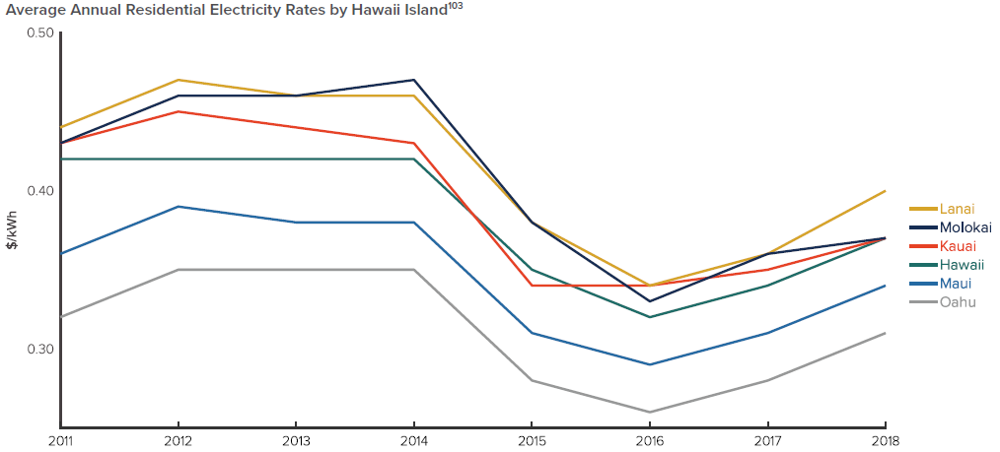 Average Annual Residential Electricity Rates by Hawaii Island103
0.50
0.40
0.30
$/kWh
2011 2012 2013 2014 2015 2016 2017 2018
Lanai
Molokai
Kauai
Hawaii
Maui
Oahu